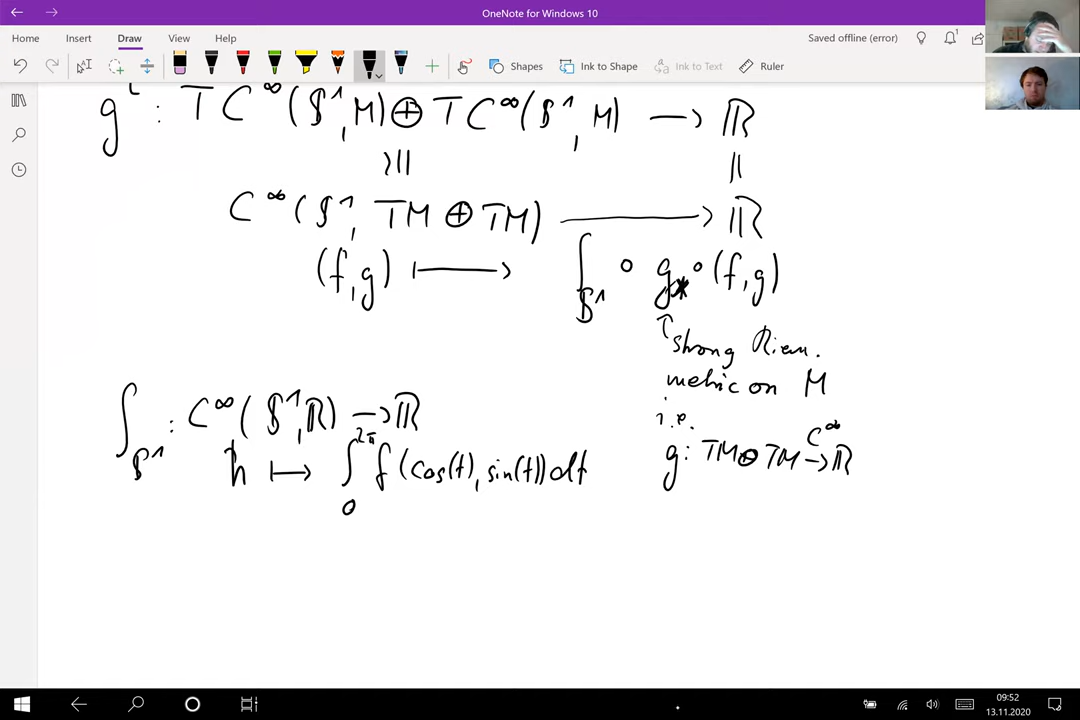 OneNote for Windows 10
Home Insert Draw View Help Saved offline (error)
Shapes Ink to Shape Ink to Text Ruler
g^L : T C^∞(𝕊^1, M) ⊕ T C^∞(𝕊^1, M) → ℝ
≅ =
C^∞(𝕊^1, TM ⊕ TM) → ℝ
(f, g) ↦ ∫_{𝕊^1} ∘ g_* ∘ (f, g)
↑ strong Riem.
metric on M
i.e.
g : TM ⊕ TM →^{C^∞} ℝ
∫_{𝕊^1} : C^∞(𝕊^1, ℝ) → ℝ
h ↦ ∫_0^{2π} f(cos(t), sin(t)) dt
09:52
13.11.2020